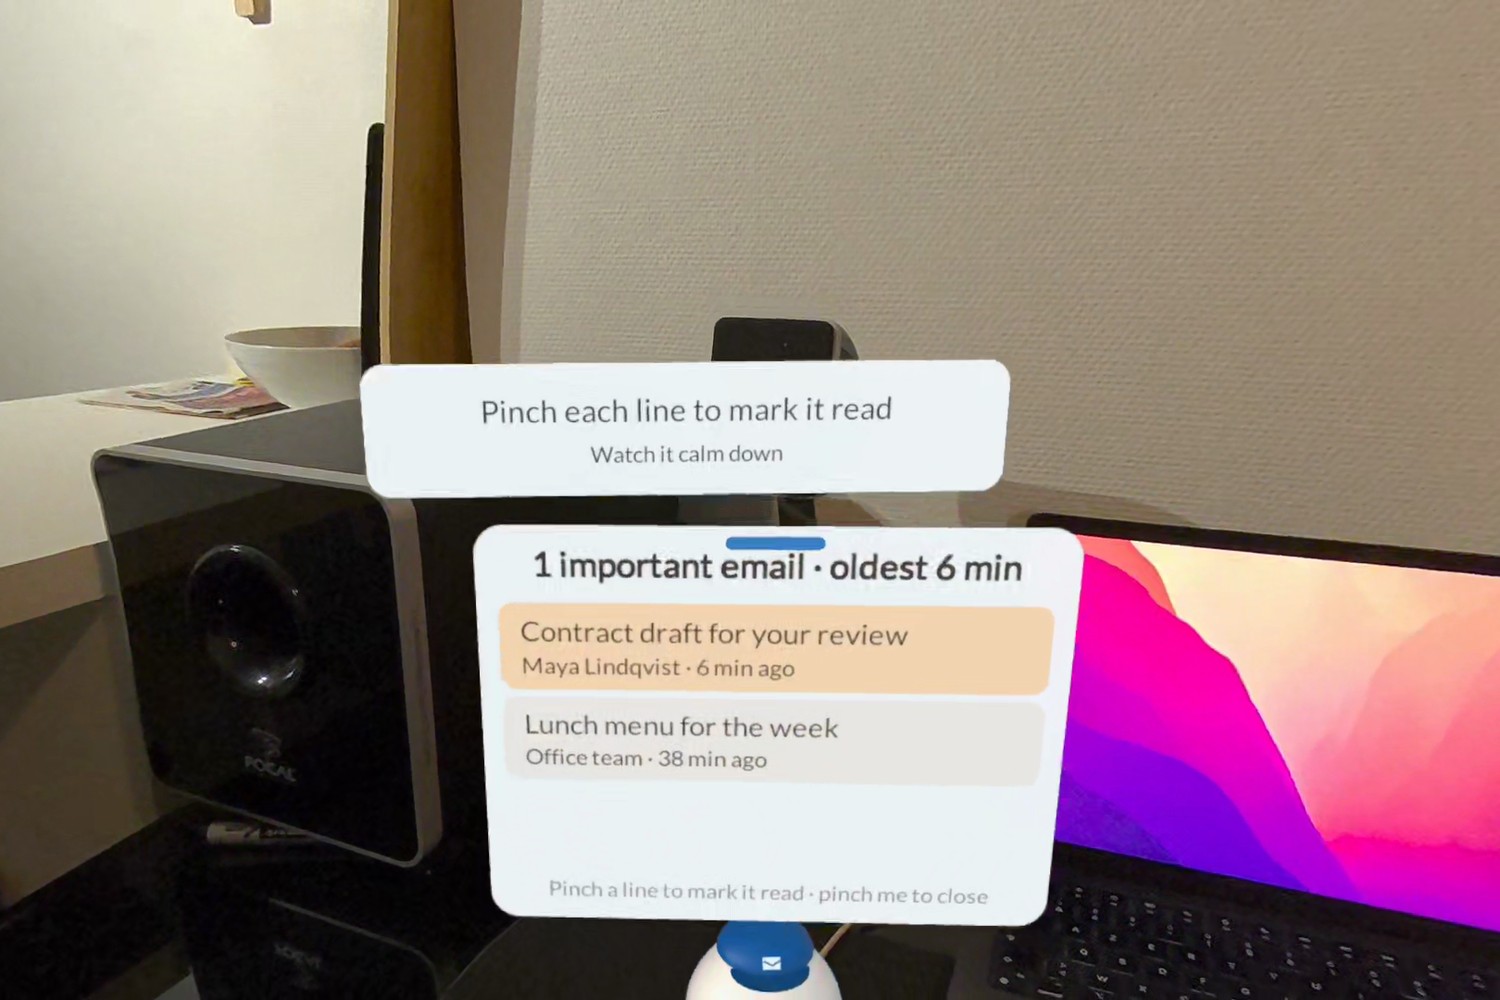 Pinch each line to mark it read
Watch it calm down
1 important email · oldest 6 min
Contract draft for your review
Maya Lindqvist · 6 min ago
Lunch menu for the week
Office team · 38 min ago
Pinch a line to mark it read · pinch me to close
FOCAL